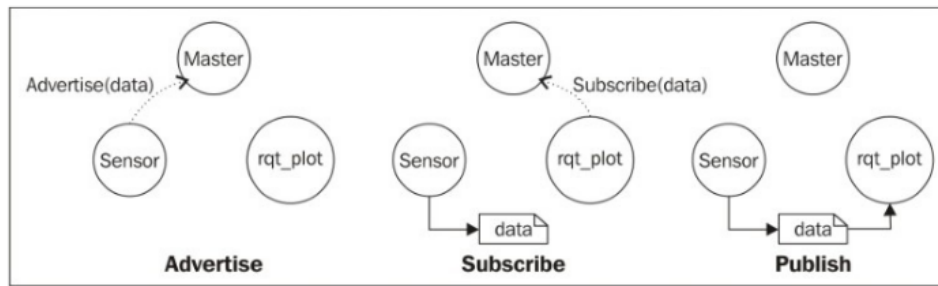 Master
Advertise(data)
Sensor
rqt_plot
Advertise
Master
Subscribe(data)
Sensor
rqt_plot
data
Subscribe
Master
Sensor
rqt_plot
data
Publish